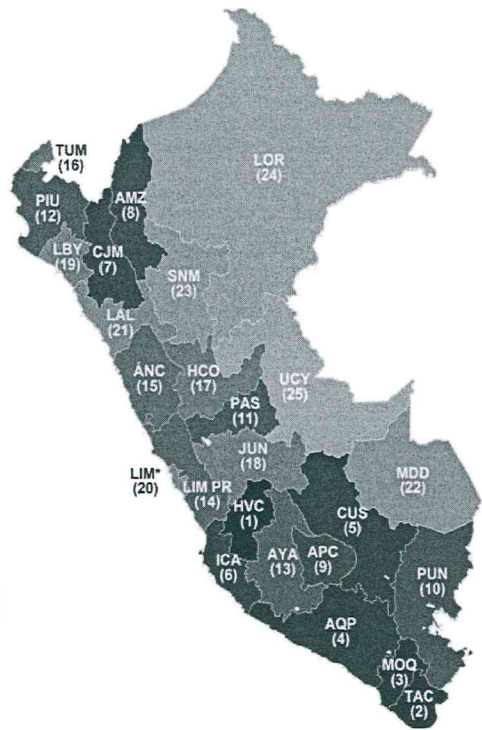 LOR
(24)
TUM
(16)
AMZ
(8)
PIU
(12)
LBY
(19)
CJM
(7)
SNM
(23)
LAL
(21)
ÁNC
(15)
HCO
(17)
UCY
(25)
PAS
(11)
JUN
(18)
LIM*
(20)
MDD
(22)
LIM PR
(14)
HVC
(1)
CUS
(5)
ICA
(6)
AYA
(13)
APC
(9)
PUN
(10)
AQP
(4)
MOQ
(3)
TAC
(2)